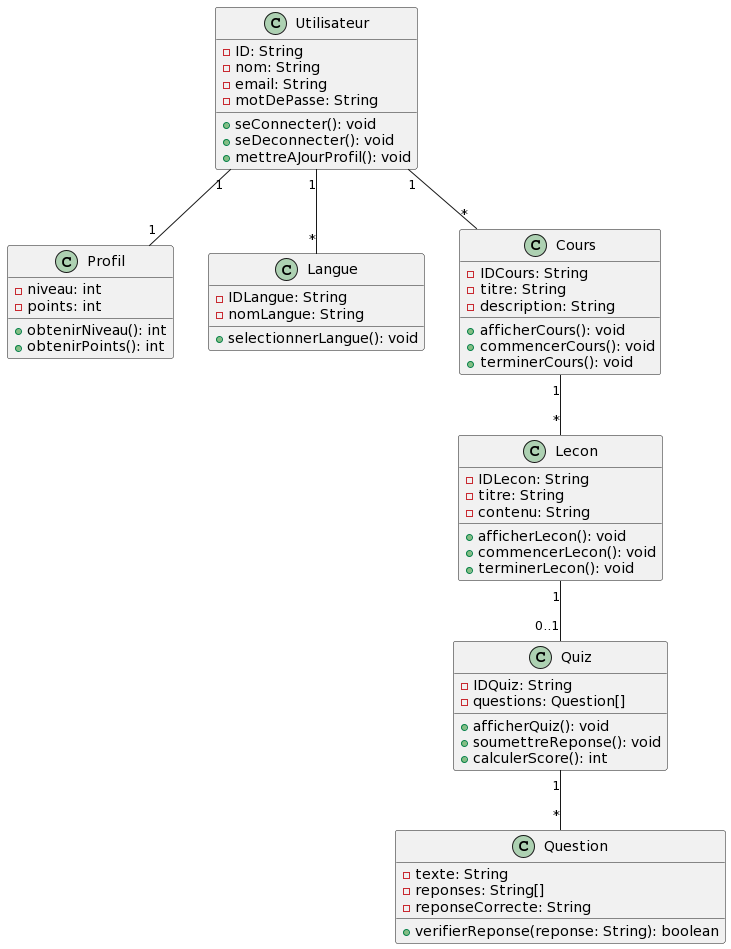 C Utilisateur
ID: String
nom: String
email: String
motDePasse: String
seConnecter(): void
seDeconnecter(): void
mettreAJourProfil(): void
1
1
1
1
*
*
C Profil
niveau: int
points: int
obtenirNiveau(): int
obtenirPoints(): int
C Langue
IDLangue: String
nomLangue: String
selectionnerLangue(): void
C Cours
IDCours: String
titre: String
description: String
afficherCours(): void
commencerCours(): void
terminerCours(): void
1
*
C Lecon
IDLecon: String
titre: String
contenu: String
afficherLecon(): void
commencerLecon(): void
terminerLecon(): void
1
0..1
C Quiz
IDQuiz: String
questions: Question[]
afficherQuiz(): void
soumettreReponse(): void
calculerScore(): int
1
*
C Question
texte: String
reponses: String[]
reponseCorrecte: String
verifierReponse(reponse: String): boolean